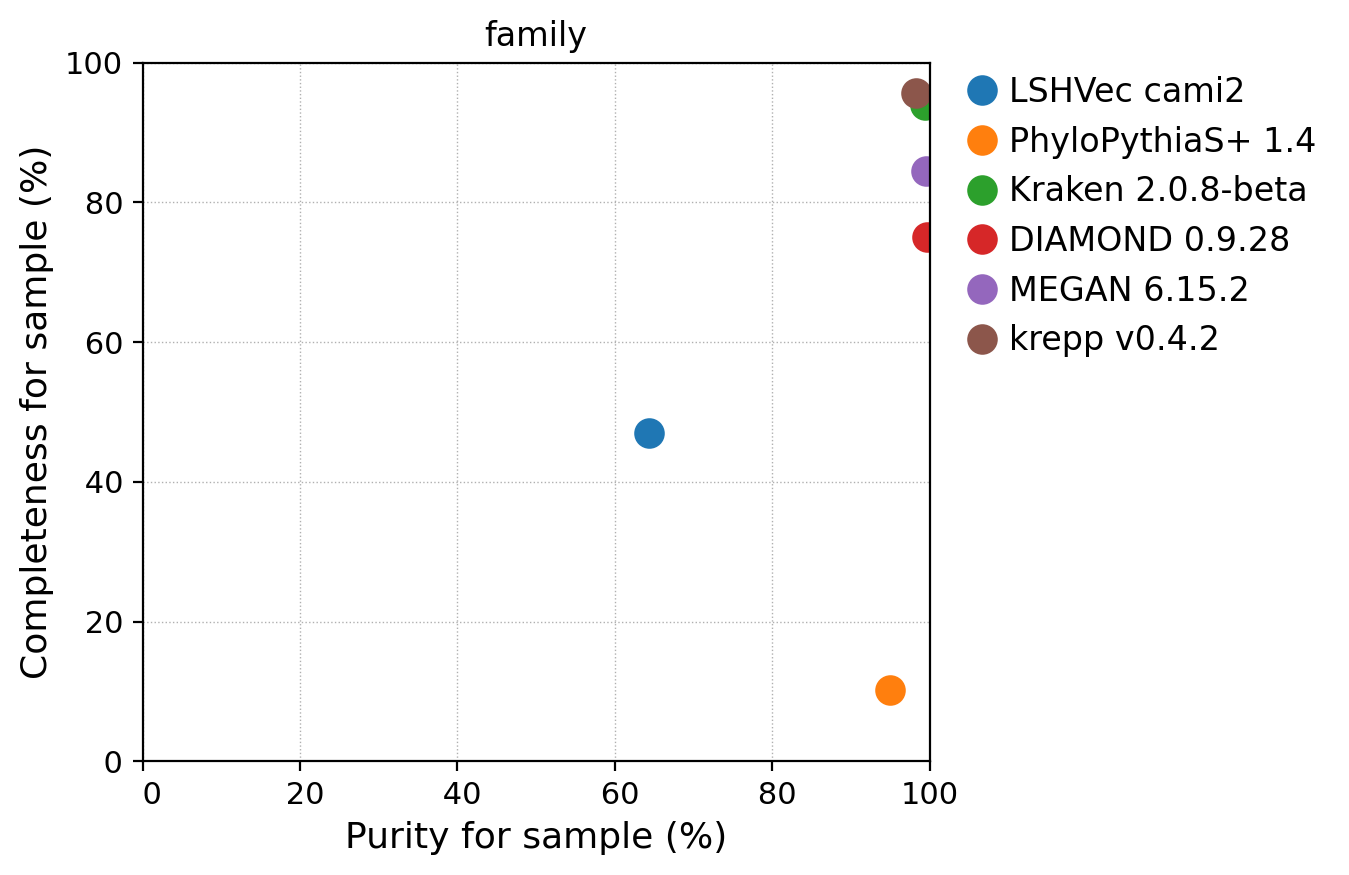 family
Completeness for sample (%)
100
80
60
40
20
0
0 20 40 60 80 100
Purity for sample (%)
LSHVec cami2
PhyloPythiaS+ 1.4
Kraken 2.0.8-beta
DIAMOND 0.9.28
MEGAN 6.15.2
krepp v0.4.2